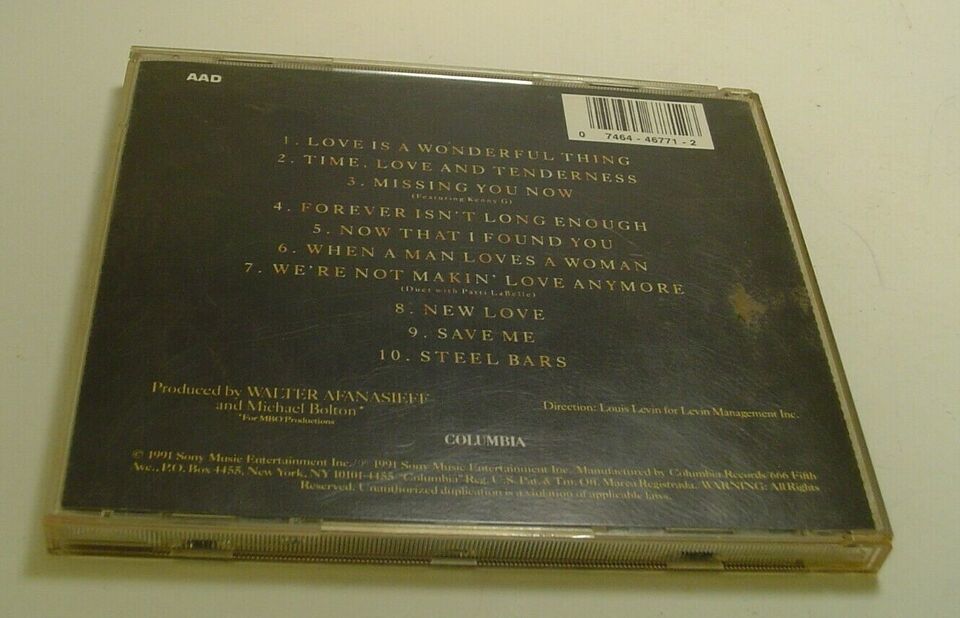 AAD
0 7464 - 46771 - 2
1. LOVE IS A WONDERFUL THING
2. TIME, LOVE AND TENDERNESS
3. MISSING YOU NOW
(Featuring Kenny G)
4. FOREVER ISN'T LONG ENOUGH
5. NOW THAT I FOUND YOU
6. WHEN A MAN LOVES A WOMAN
7. WE'RE NOT MAKIN' LOVE ANYMORE
(Duet with Patti LaBelle)
8. NEW LOVE
9. SAVE ME
10. STEEL BARS
Produced by WALTER AFANASIEFF
and Michael Bolton*
*For MBO Productions
Direction: Louis Levin for Levin Management Inc.
COLUMBIA
© 1991 Sony Music Entertainment Inc./℗ 1991 Sony Music Entertainment Inc. Manufactured by Columbia Records/666 Fifth
Ave., P.O. Box 4455, New York, NY 10101-4455/"Columbia" Reg. U.S. Pat. & Tm. Off. Marca Registrada. WARNING: All Rights
Reserved. Unauthorized duplication is a violation of applicable laws.